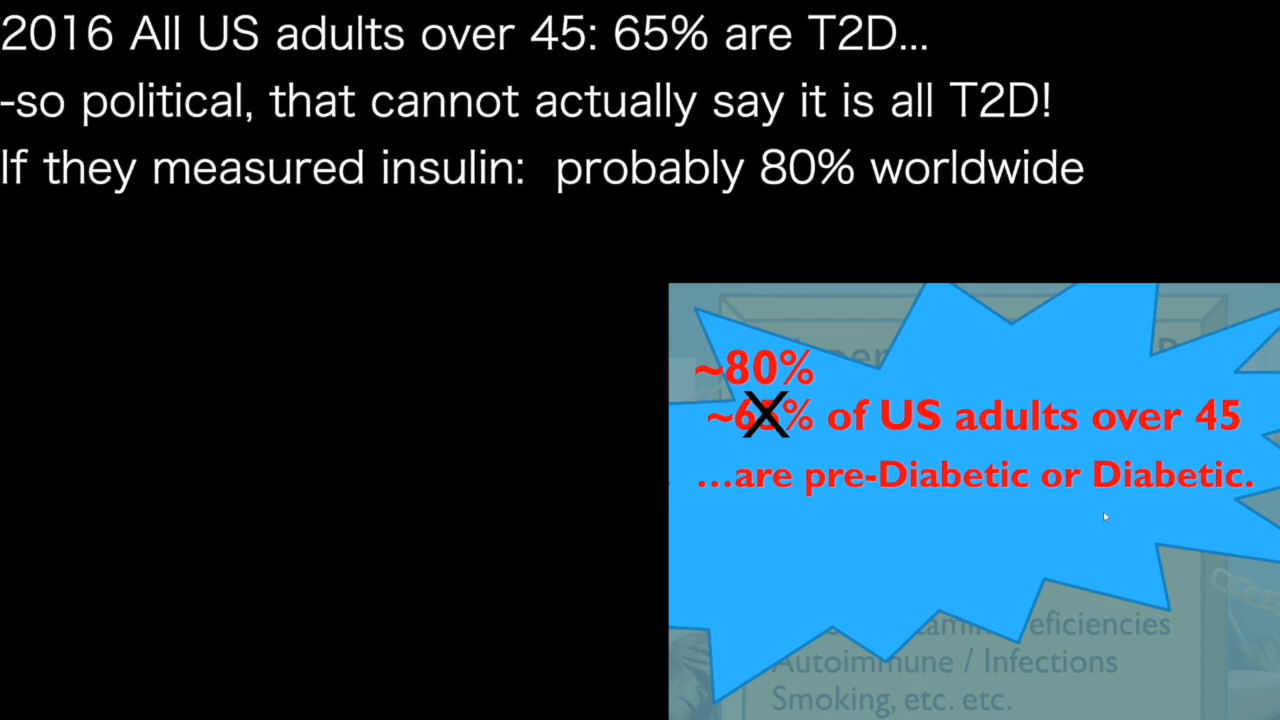 2016 All US adults over 45: 65% are T2D...
-so political, that cannot actually say it is all T2D!
If they measured insulin:  probably 80% worldwide
~80%
~65% of US adults over 45
...are pre-Diabetic or Diabetic.
Autoimmune / Infections
Smoking, etc. etc.